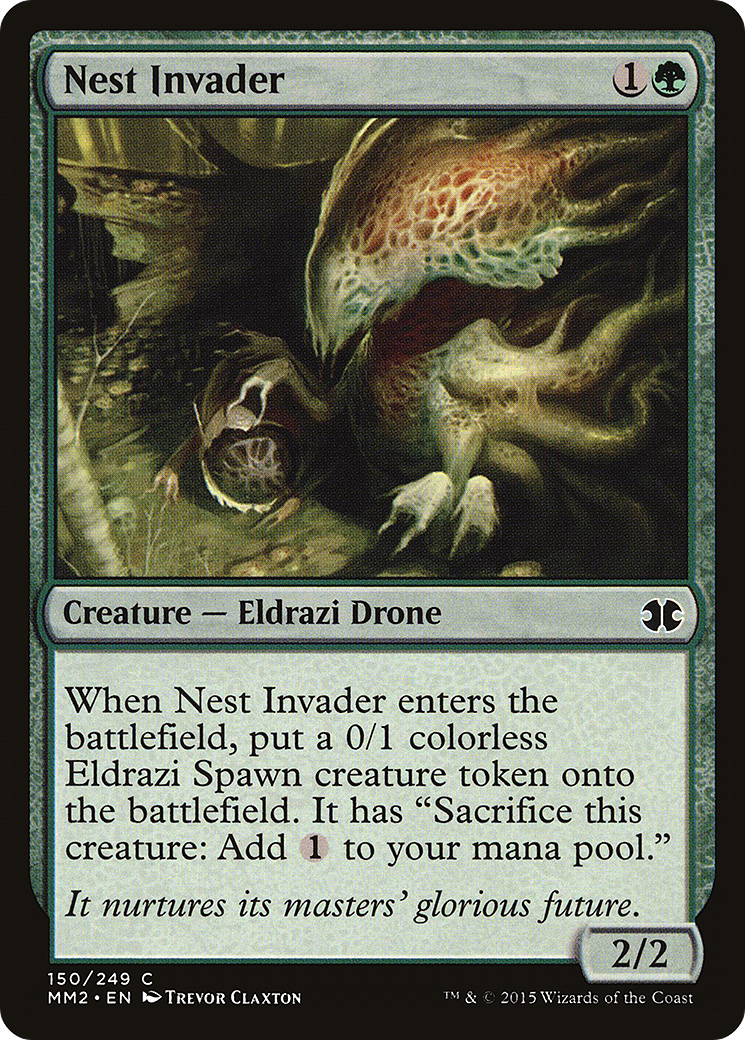 Nest Invader 1
Creature — Eldrazi Drone
When Nest Invader enters the
battlefield, put a 0/1 colorless
Eldrazi Spawn creature token onto
the battlefield. It has “Sacrifice this
creature: Add 1 to your mana pool.”
It nurtures its masters’ glorious future.
2/2
150/249 C
MM2 • EN Trevor Claxton
™ & © 2015 Wizards of the Coast